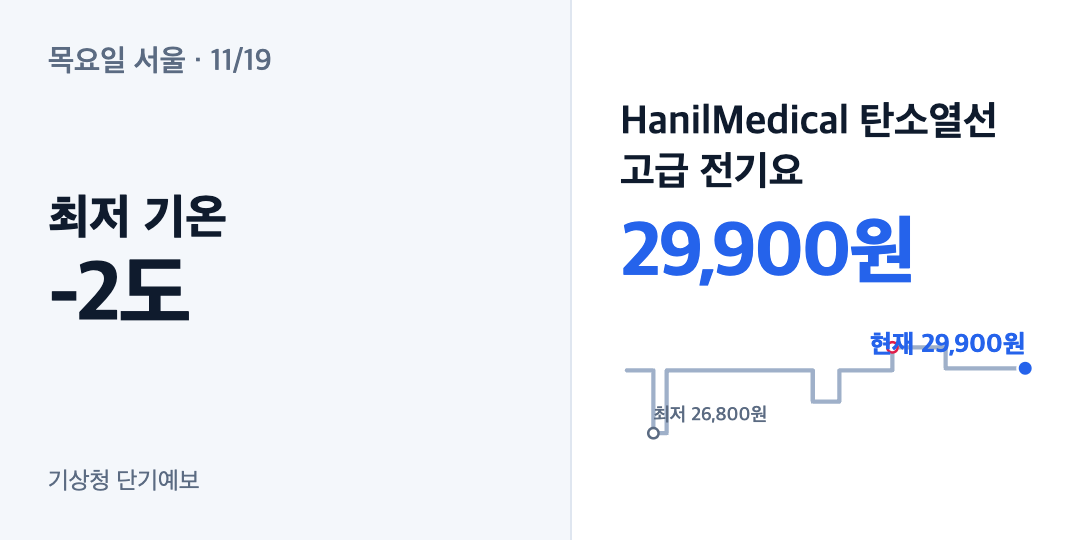 목요일 서울 · 11/19
최저 기온
-2도
기상청 단기예보
HanilMedical 탄소열선
고급 전기요
29,900원
현재 29,900원
최저 26,800원